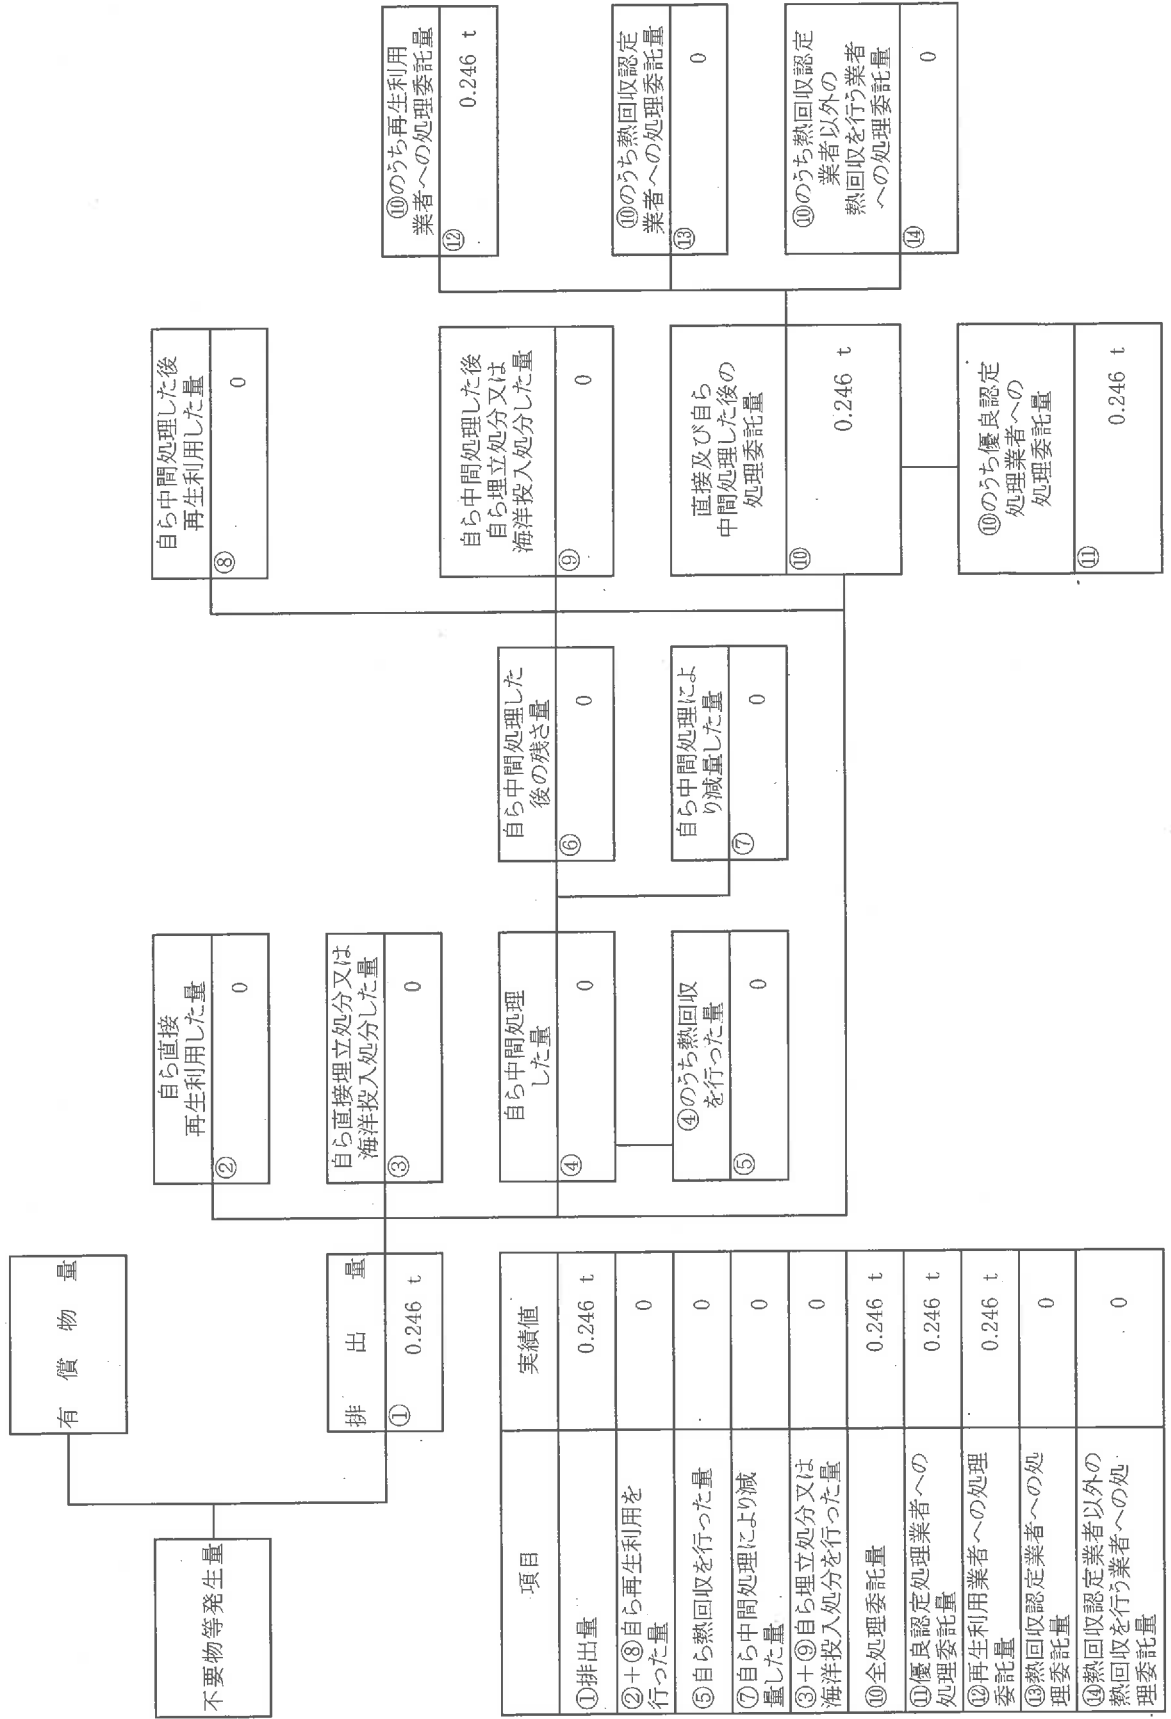 不要物等発生量
有償物量
排出量
①
0.246 t
自ら直接
再生利用した量
②
0
自ら直接埋立処分又は
海洋投入処分した量
③
0
自ら中間処理
した量
④
0
④のうち熱回収
を行った量
⑤
0
自ら中間処理した
後の残さ量
⑥
0
自ら中間処理によ
り減量した量
⑦
0
自ら中間処理した後
再生利用した量
⑧
0
自ら中間処理した後
自ら埋立処分又は
海洋投入処分した量
⑨
0
直接及び自ら
中間処理した後の
処理委託量
⑩
0.246 t
⑩のうち優良認定
処理業者への
処理委託量
⑪
0.246 t
⑩のうち再生利用
業者への処理委託量
⑫
0.246 t
⑩のうち熱回収認定
業者への処理委託量
⑬
0
⑩のうち熱回収認定
業者以外の
熱回収を行う業者
への処理委託量
⑭
0
項目 実績値
①排出量 0.246 t
②+⑧自ら再生利用を
行った量 0
⑤自ら熱回収を行った量 0
⑦自ら中間処理により減
量した量 0
③+⑨自ら埋立処分又は
海洋投入処分を行った量 0
⑩全処理委託量 0.246 t
⑪優良認定処理業者への
処理委託量 0.246 t
⑫再生利用業者への処理
委託量 0.246 t
⑬熱回収認定業者への処
理委託量 0
⑭熱回収認定業者以外の
熱回収を行う業者への処
理委託量 0